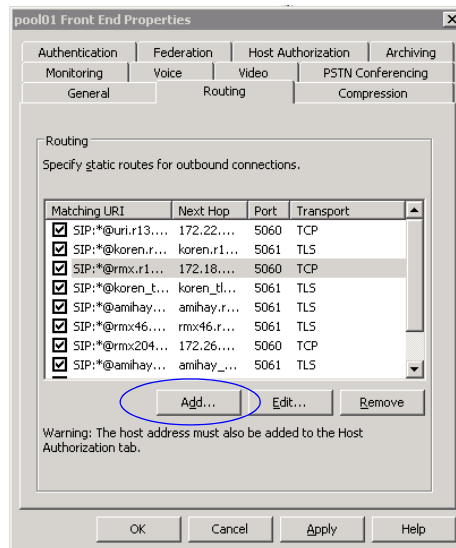 pool01 Front End Properties
Authentication Federation Host Authorization Archiving
Monitoring Voice Video PSTN Conferencing
General Routing Compression
Routing
Specify static routes for outbound connections.
Matching URI Next Hop Port Transport
SIP:*@uri.r13.... 172.22.... 5060 TCP
SIP:*@koren.r... koren.r1... 5061 TLS
SIP:*@rmx.r1... 172.18.... 5060 TCP
SIP:*@koren_t... koren_tl... 5061 TLS
SIP:*@amihay... amihay.r... 5061 TLS
SIP:*@rmx46.... rmx46.r... 5061 TLS
SIP:*@rmx204... 172.26.... 5060 TCP
SIP:*@amihay... amihay_... 5061 TLS
Add... Edit... Remove
Warning: The host address must also be added to the Host
Authorization tab.
OK Cancel Apply Help